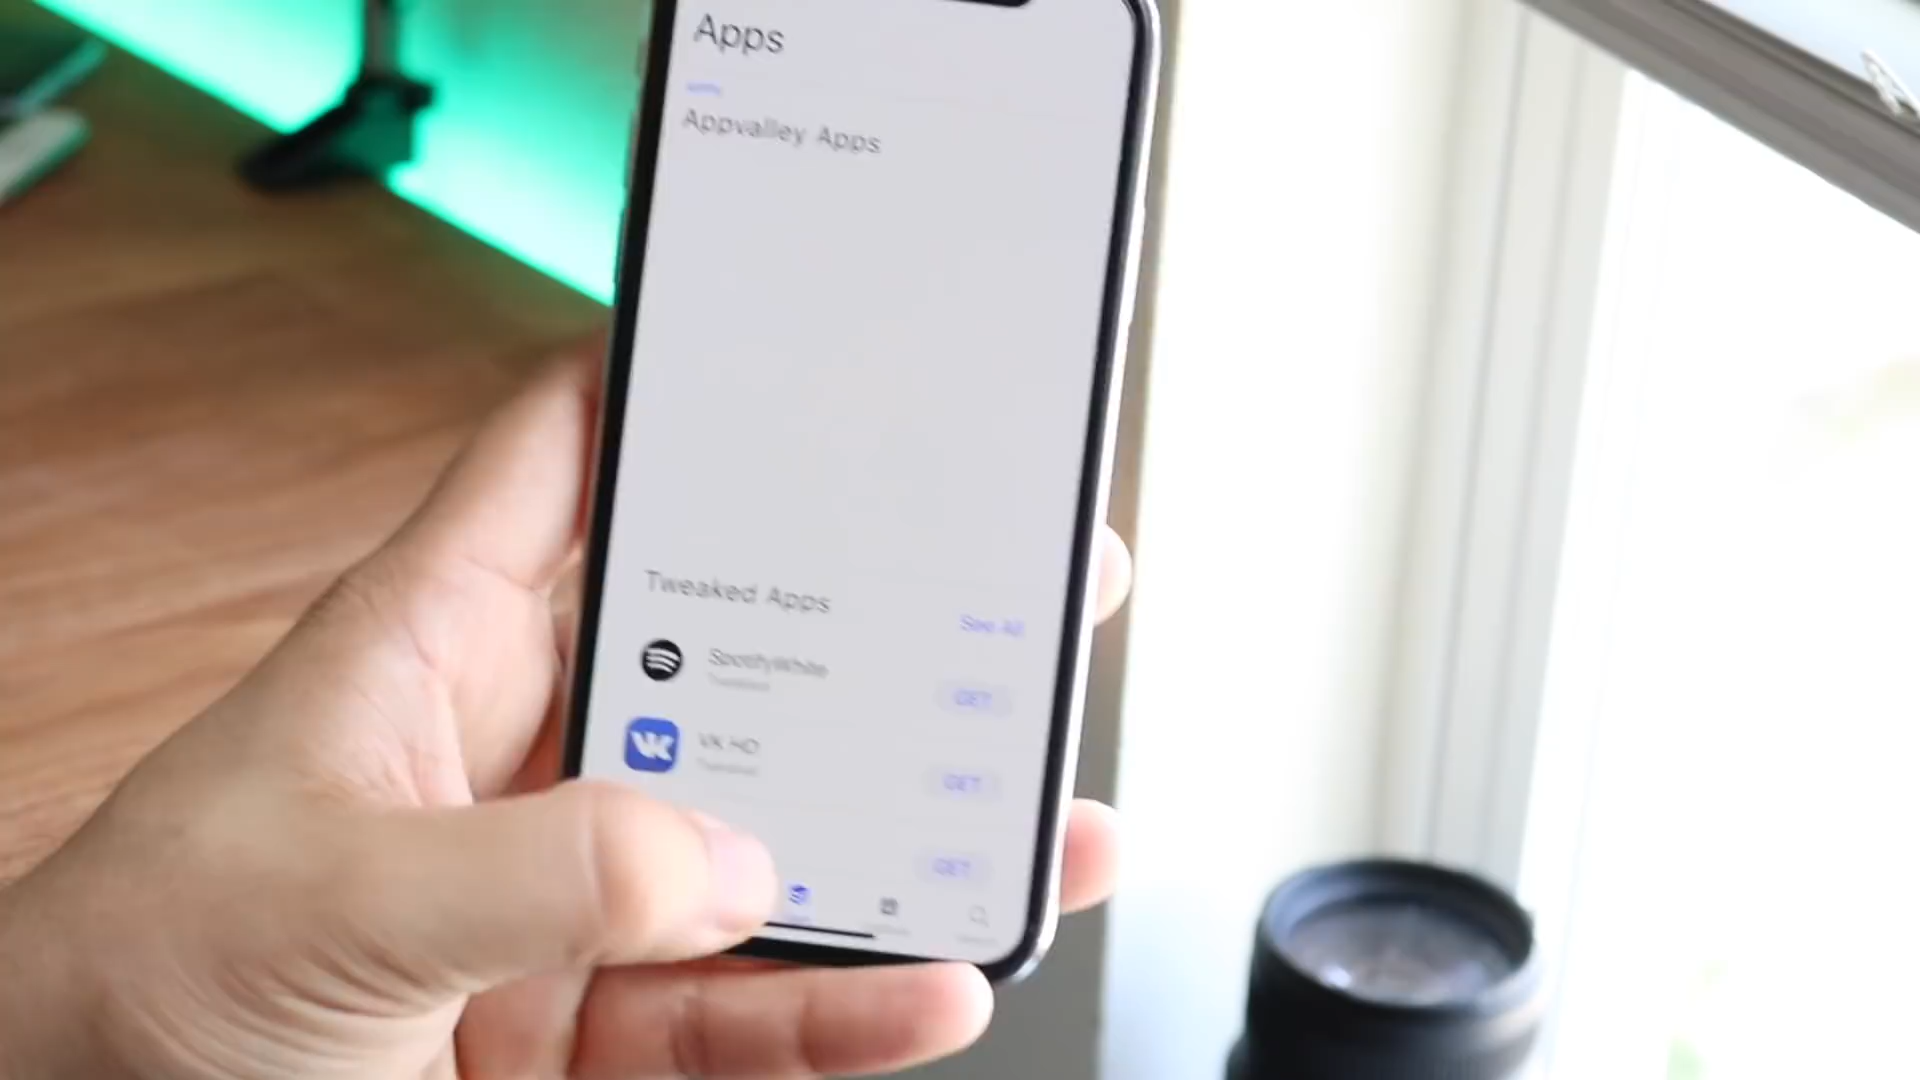 Apps
Appvalley Apps
Tweaked Apps
See All
SpotifyWhite
GET
VK HD
GET
GET